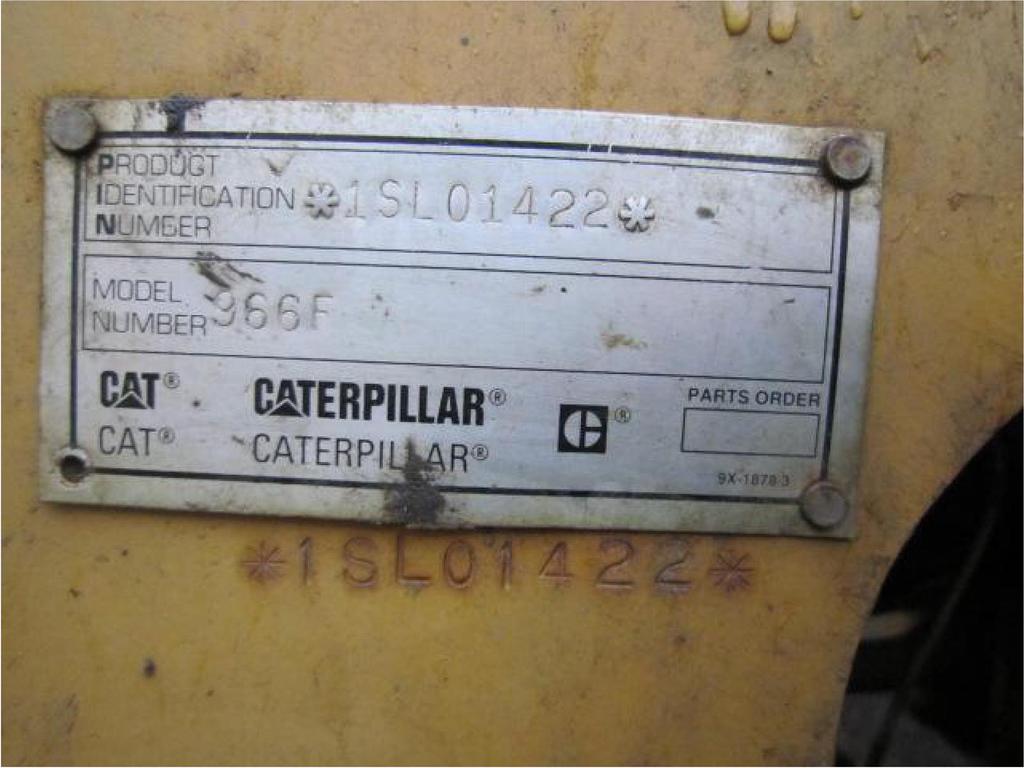 PRODUCT
IDENTIFICATION *1SL01422*
NUMBER
MODEL
NUMBER 966F
CAT® CATERPILLAR® ®
CAT® CATERPILLAR®
PARTS ORDER
9X-1878-3
*1SL01422*